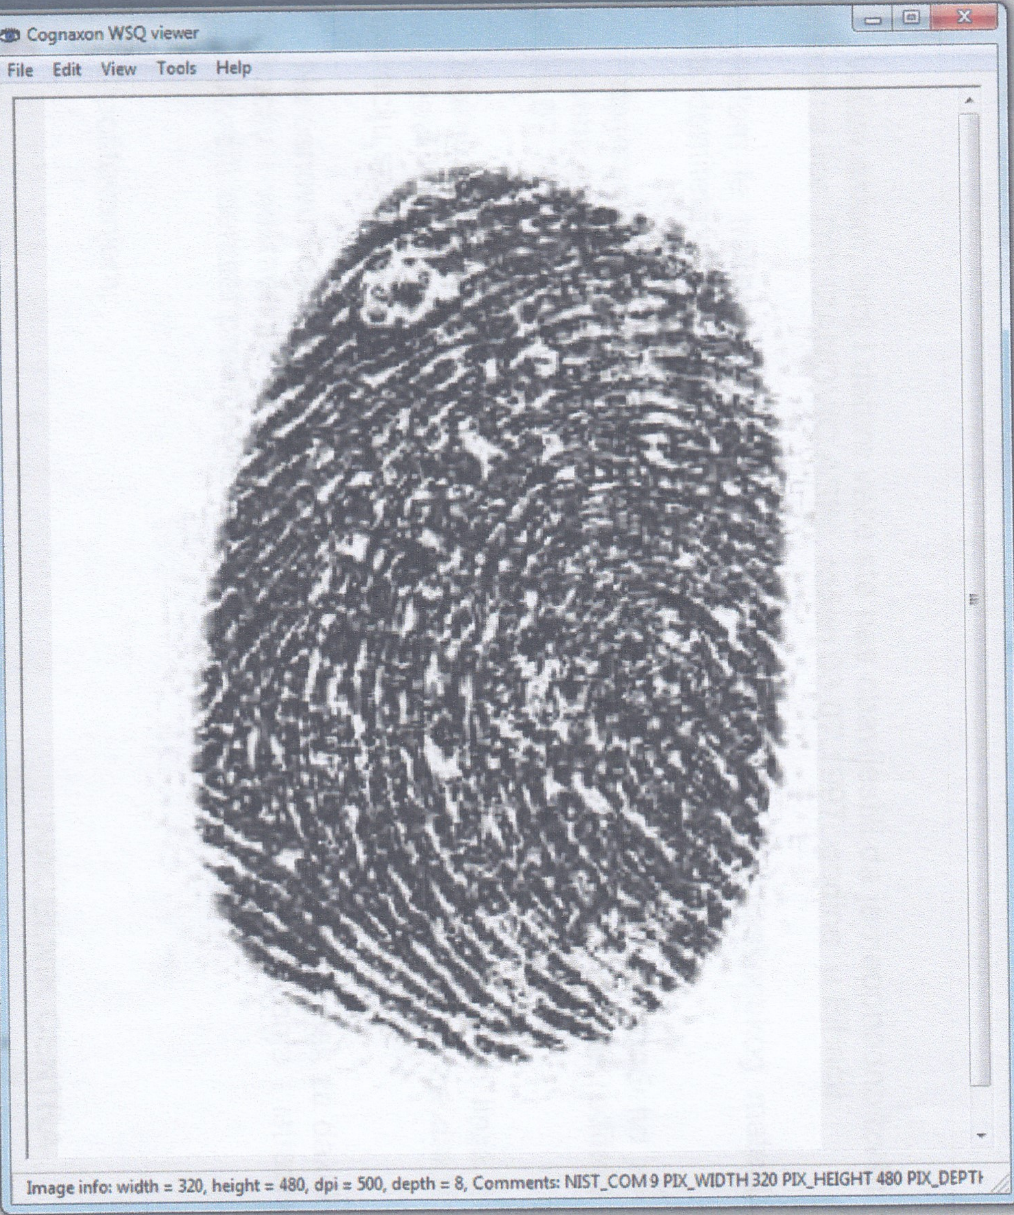 Cognaxon WSQ viewer
File Edit View Tools Help
Image info: width = 320, height = 480, dpi = 500, depth = 8, Comments: NIST_COM 9 PIX_WIDTH 320 PIX_HEIGHT 480 PIX_DEPTH